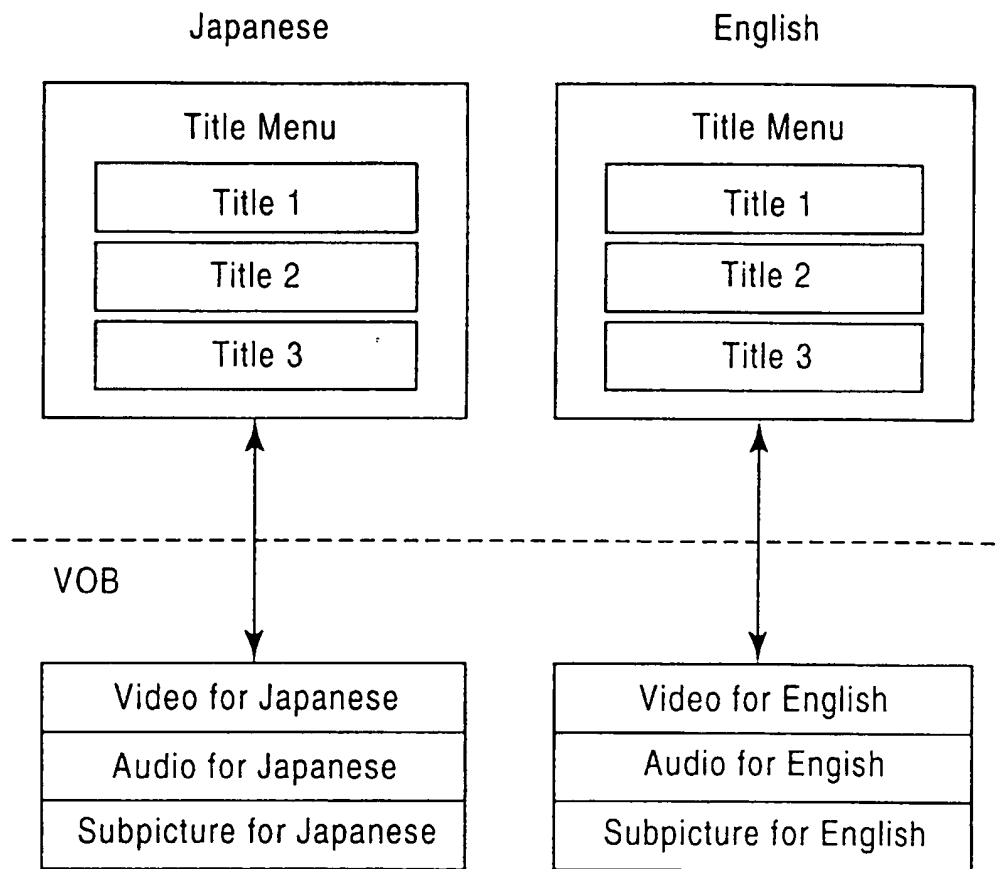 Japanese
English
Title Menu
Title 1
Title 2
Title 3
Title Menu
Title 1
Title 2
Title 3
VOB
Video for Japanese
Audio for Japanese
Subpicture for Japanese
Video for English
Audio for Engish
Subpicture for English